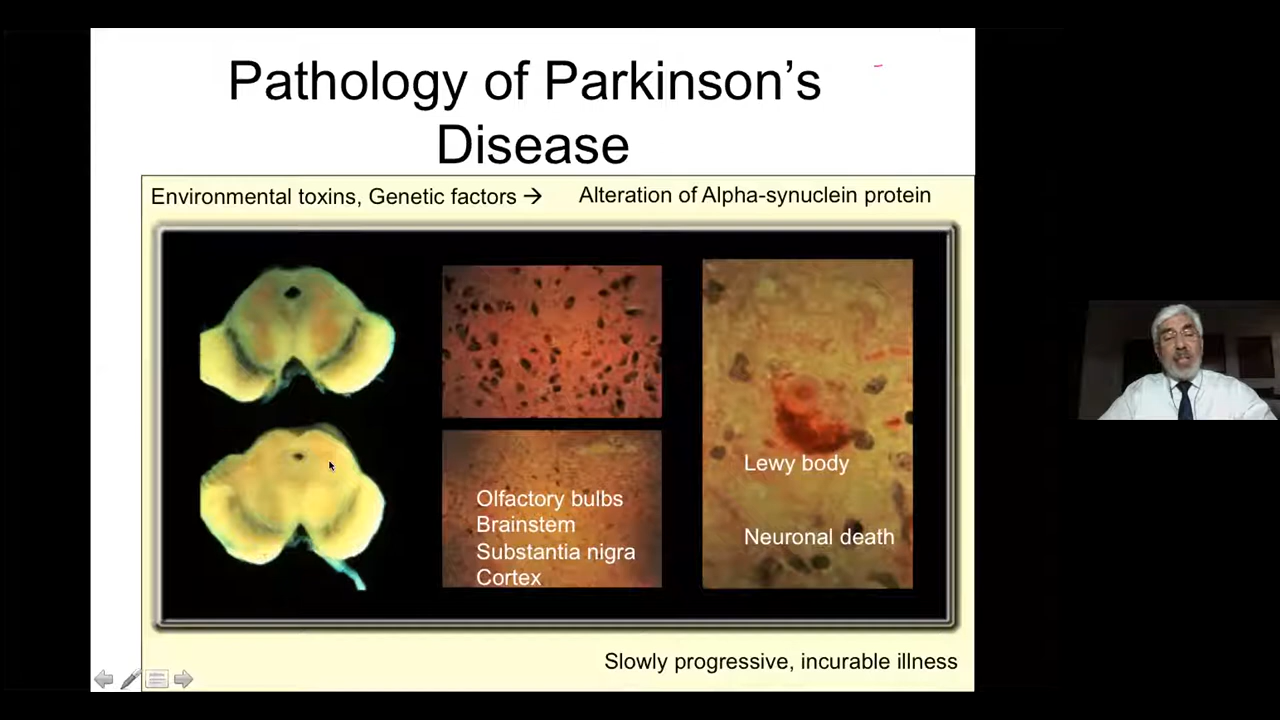 Pathology of Parkinson’s
Disease
Environmental toxins, Genetic factors → Alteration of Alpha-synuclein protein
Olfactory bulbs
Brainstem
Substantia nigra
Cortex
Lewy body
Neuronal death
Slowly progressive, incurable illness